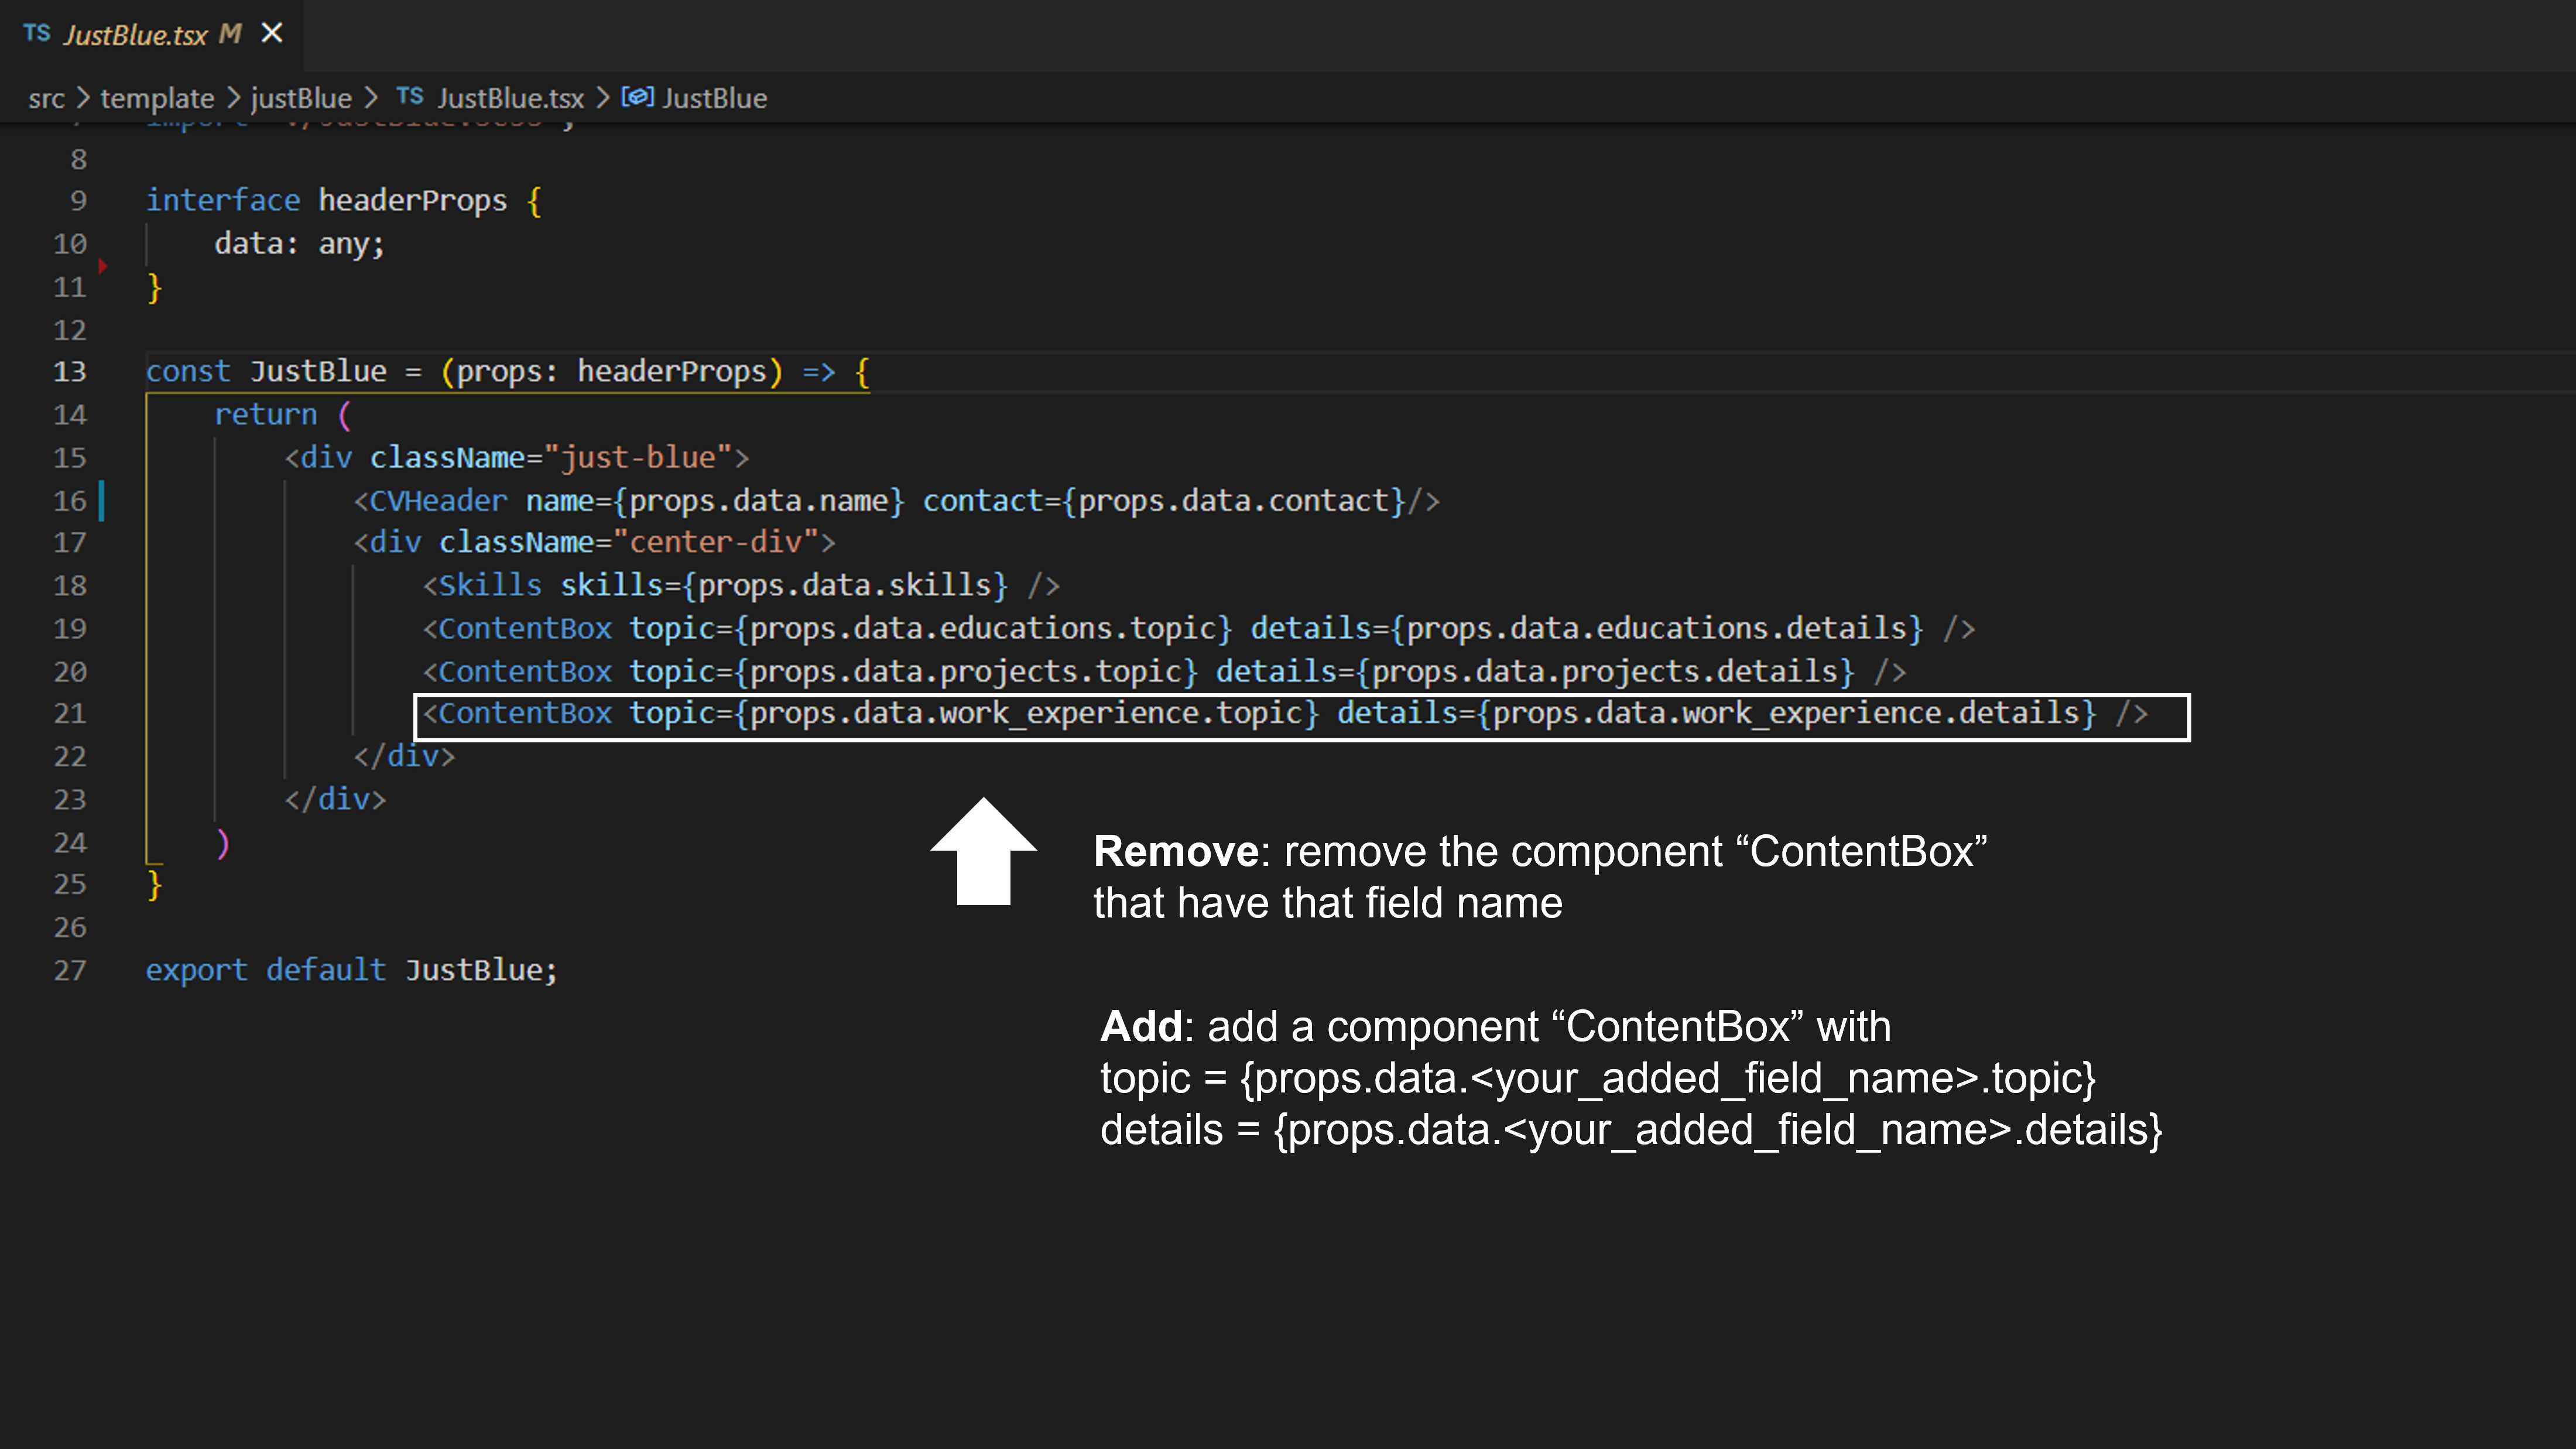 TS JustBlue.tsx M ×
src > template > justBlue > TS JustBlue.tsx > JustBlue
8
9 interface headerProps {
10     data: any;
11 }
12
13 const JustBlue = (props: headerProps) => {
14     return (
15         <div className="just-blue">
16             <CVHeader name={props.data.name} contact={props.data.contact}/>
17             <div className="center-div">
18                 <Skills skills={props.data.skills} />
19                 <ContentBox topic={props.data.educations.topic} details={props.data.educations.details} />
20                 <ContentBox topic={props.data.projects.topic} details={props.data.projects.details} />
21                 <ContentBox topic={props.data.work_experience.topic} details={props.data.work_experience.details} />
22             </div>
23         </div>
24     )
25 }
26
27 export default JustBlue;
Remove: remove the component “ContentBox”
that have that field name
Add: add a component “ContentBox” with
topic = {props.data.<your_added_field_name>.topic}
details = {props.data.<your_added_field_name>.details}